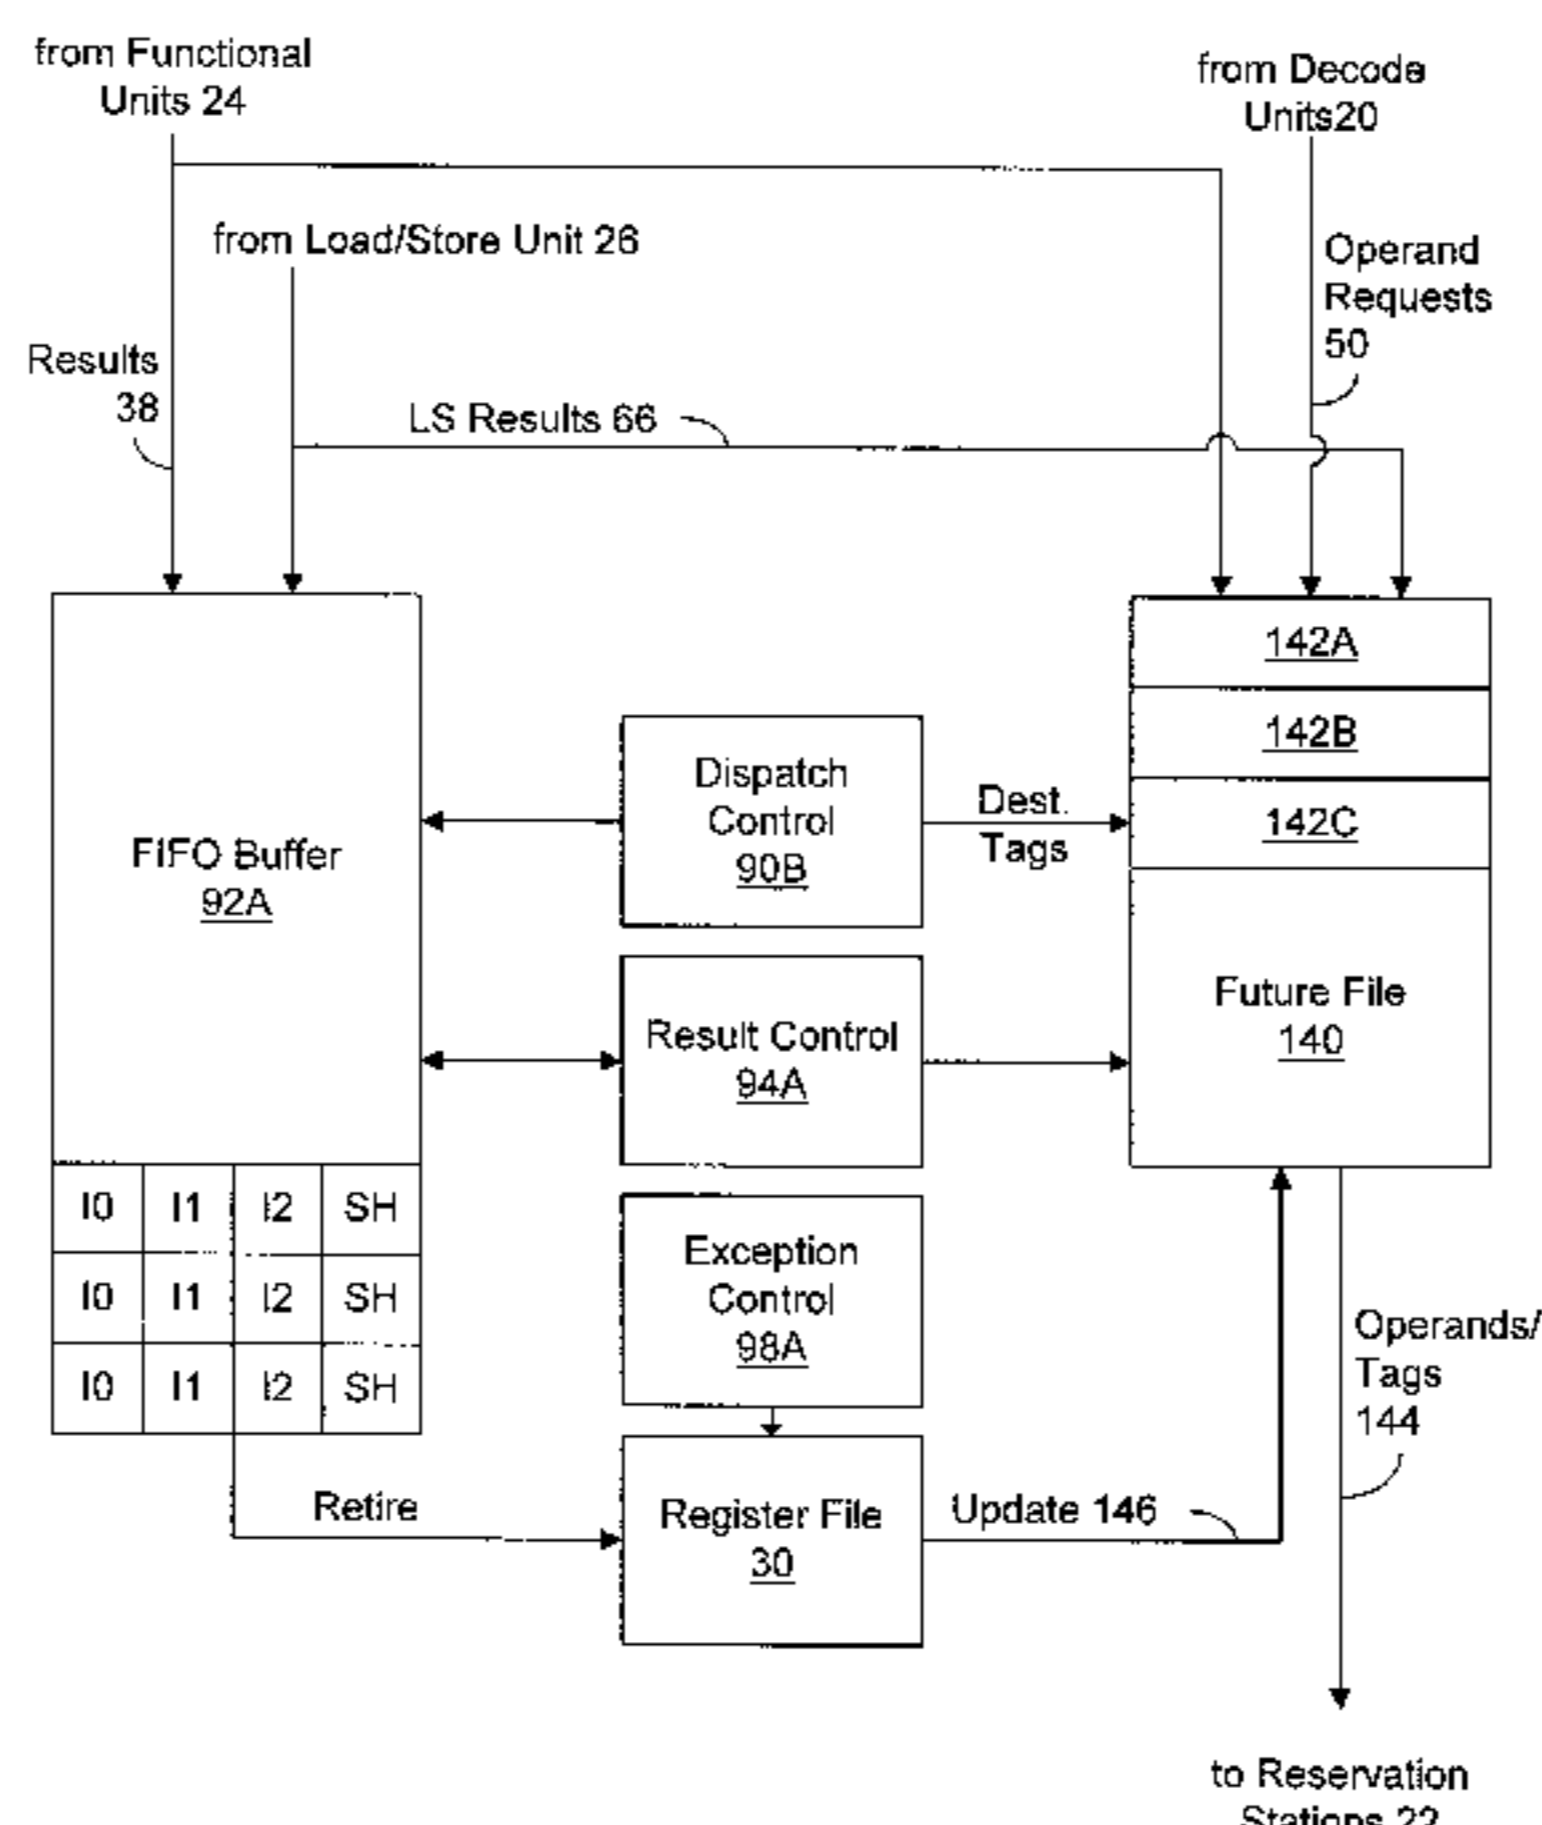 from Functional
Units 24
from Decode
Units20
from Load/Store Unit 26
Operand
Requests
50
Results
38
LS Results 66
142A
142B
142C
Dispatch
Control
90B
Dest.
Tags
FIFO Buffer
92A
Future File
140
Result Control
94A
I0 I1 I2 SH
I0 I1 I2 SH
I0 I1 I2 SH
Exception
Control
98A
Operands/
Tags
144
Retire
Register File
30
Update 146
to Reservation
Stations 22